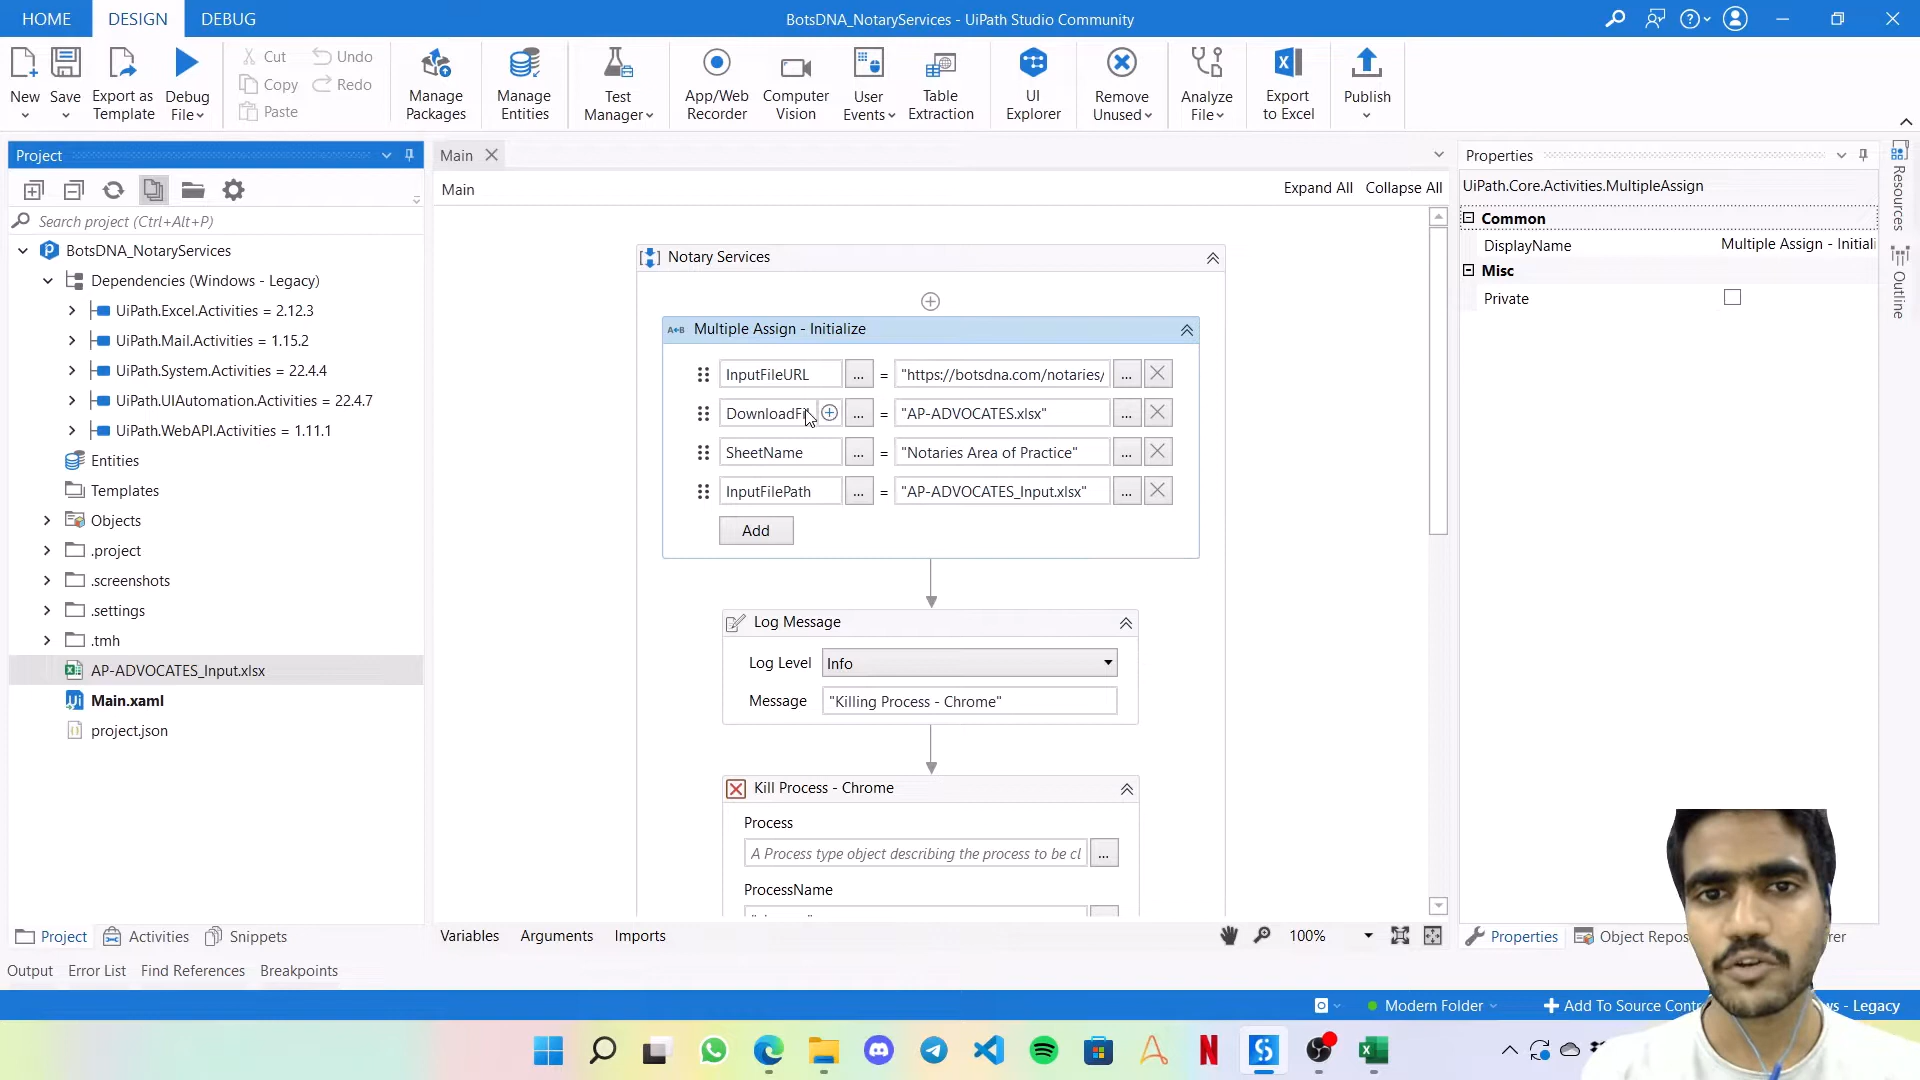 HOME DESIGN DEBUG BotsDNA_NotaryServices - UiPath Studio Community
New Save Export as Template Debug File Cut Copy Paste Undo Redo Manage Packages Manage Entities Test Manager App/Web Recorder Computer Vision User Events Table Extraction UI Explorer Remove Unused Analyze File Export to Excel Publish
Project
Search project (Ctrl+Alt+P)
BotsDNA_NotaryServices
Dependencies (Windows - Legacy)
UiPath.Excel.Activities = 2.12.3
UiPath.Mail.Activities = 1.15.2
UiPath.System.Activities = 22.4.4
UiPath.UIAutomation.Activities = 22.4.7
UiPath.WebAPI.Activities = 1.11.1
Entities
Templates
Objects
.project
.screenshots
.settings
.tmh
AP-ADVOCATES_Input.xlsx
Main.xaml
project.json
Project Activities Snippets
Main
Main Expand All Collapse All
Notary Services
Multiple Assign - Initialize
InputFileURL ... = "https://botsdna.com/notaries/ ...
... = "AP-ADVOCATES.xlsx" ...
SheetName ... = "Notaries Area of Practice" ...
InputFilePath ... = "AP-ADVOCATES_Input.xlsx" ...
Add
Log Message
Log Level Info
Message "Killing Process - Chrome"
Kill Process - Chrome
Process
A Process type object describing the process to be cl ...
ProcessName
Variables Arguments Imports 100%
Properties
UiPath.Core.Activities.MultipleAssign
Common
DisplayName Multiple Assign - Initiali
Misc
Private
Resources
Outline
Properties Object Repos
Output Error List Find References Breakpoints
Modern Folder Add To Source Contr - Legacy